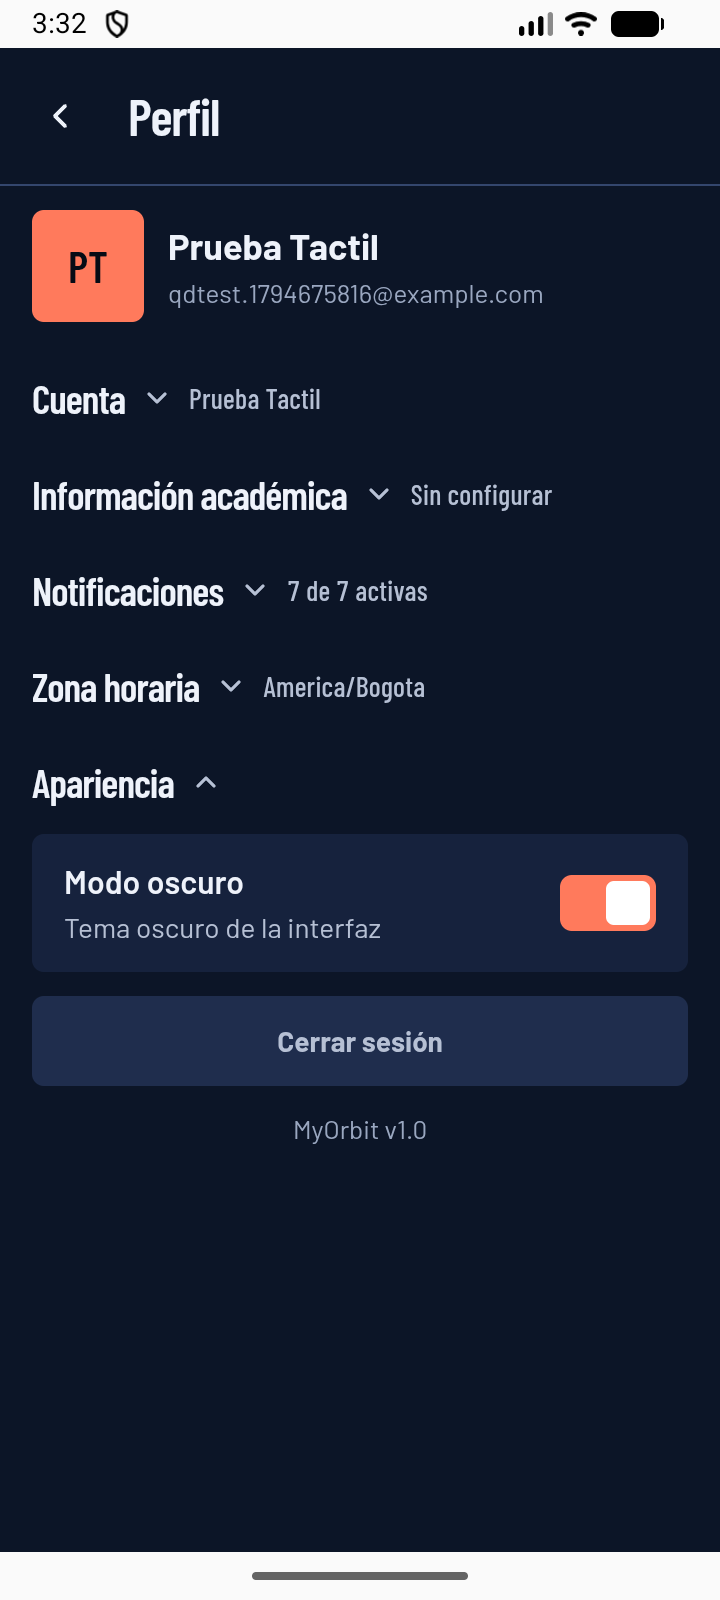 3:32
Perfil
PT
Prueba Tactil
qdtest.1794675816@example.com
Cuenta Prueba Tactil
Información académica Sin configurar
Notificaciones 7 de 7 activas
Zona horaria America/Bogota
Apariencia
Modo oscuro
Tema oscuro de la interfaz
Cerrar sesión
MyOrbit v1.0